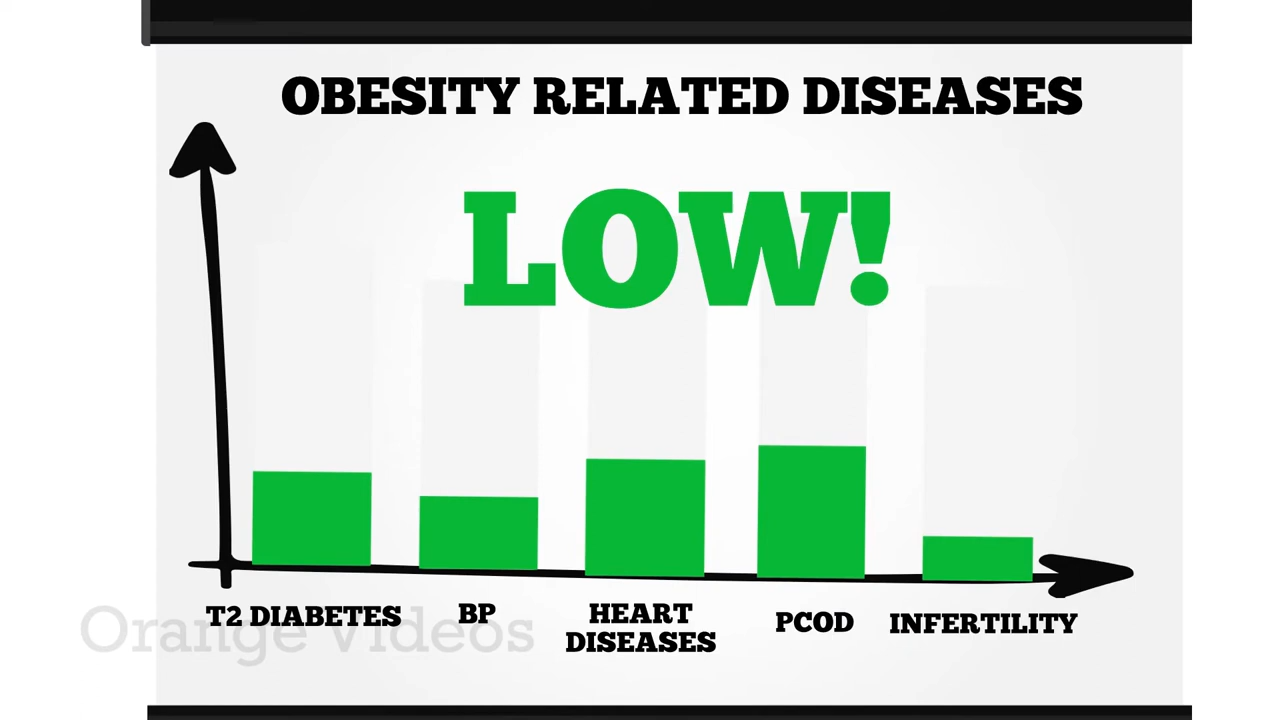 OBESITY RELATED DISEASES
LOW!
T2 DIABETES
BP
HEART
DISEASES
PCOD
INFERTILITY
Orange Videos